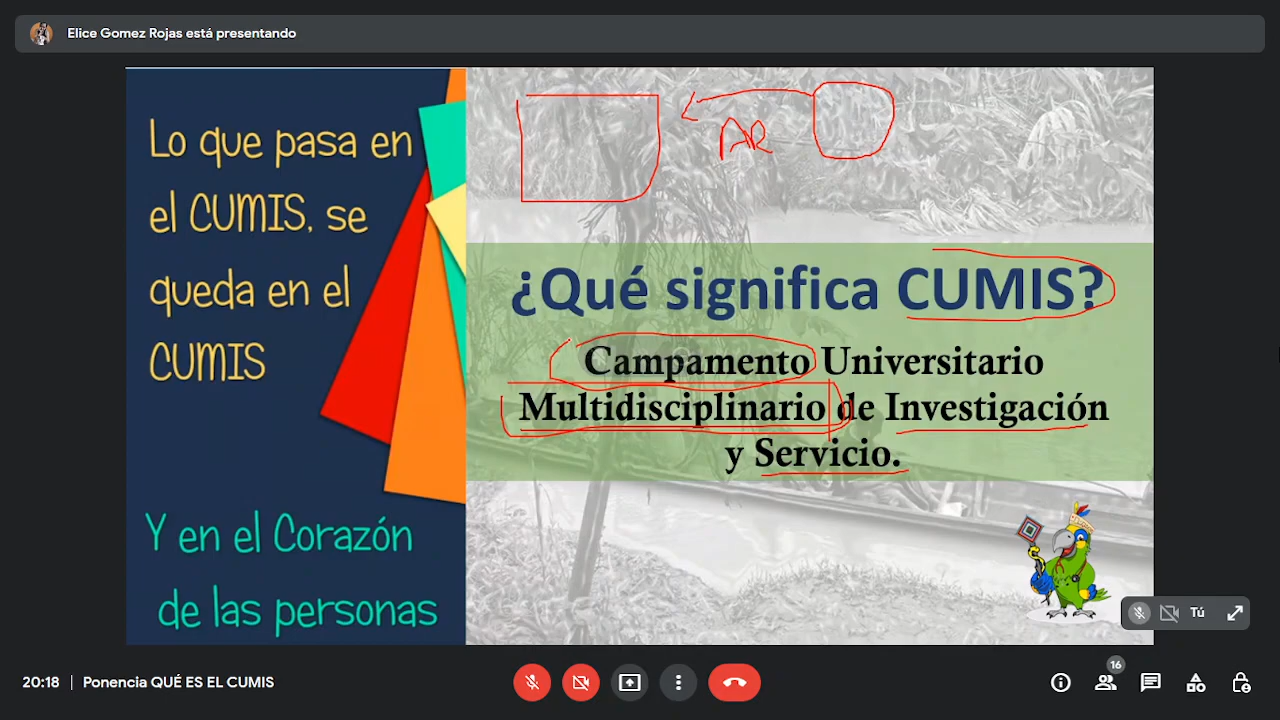 Elice Gomez Rojas está presentando
Lo que pasa en
el CUMIS, se
queda en el
CUMIS
Y en el Corazón
de las personas
AR
¿Qué significa CUMIS?
Campamento Universitario
Multidisciplinario de Investigación
y Servicio.
Tú
16
20:18 | Ponencia QUÉ ES EL CUMIS